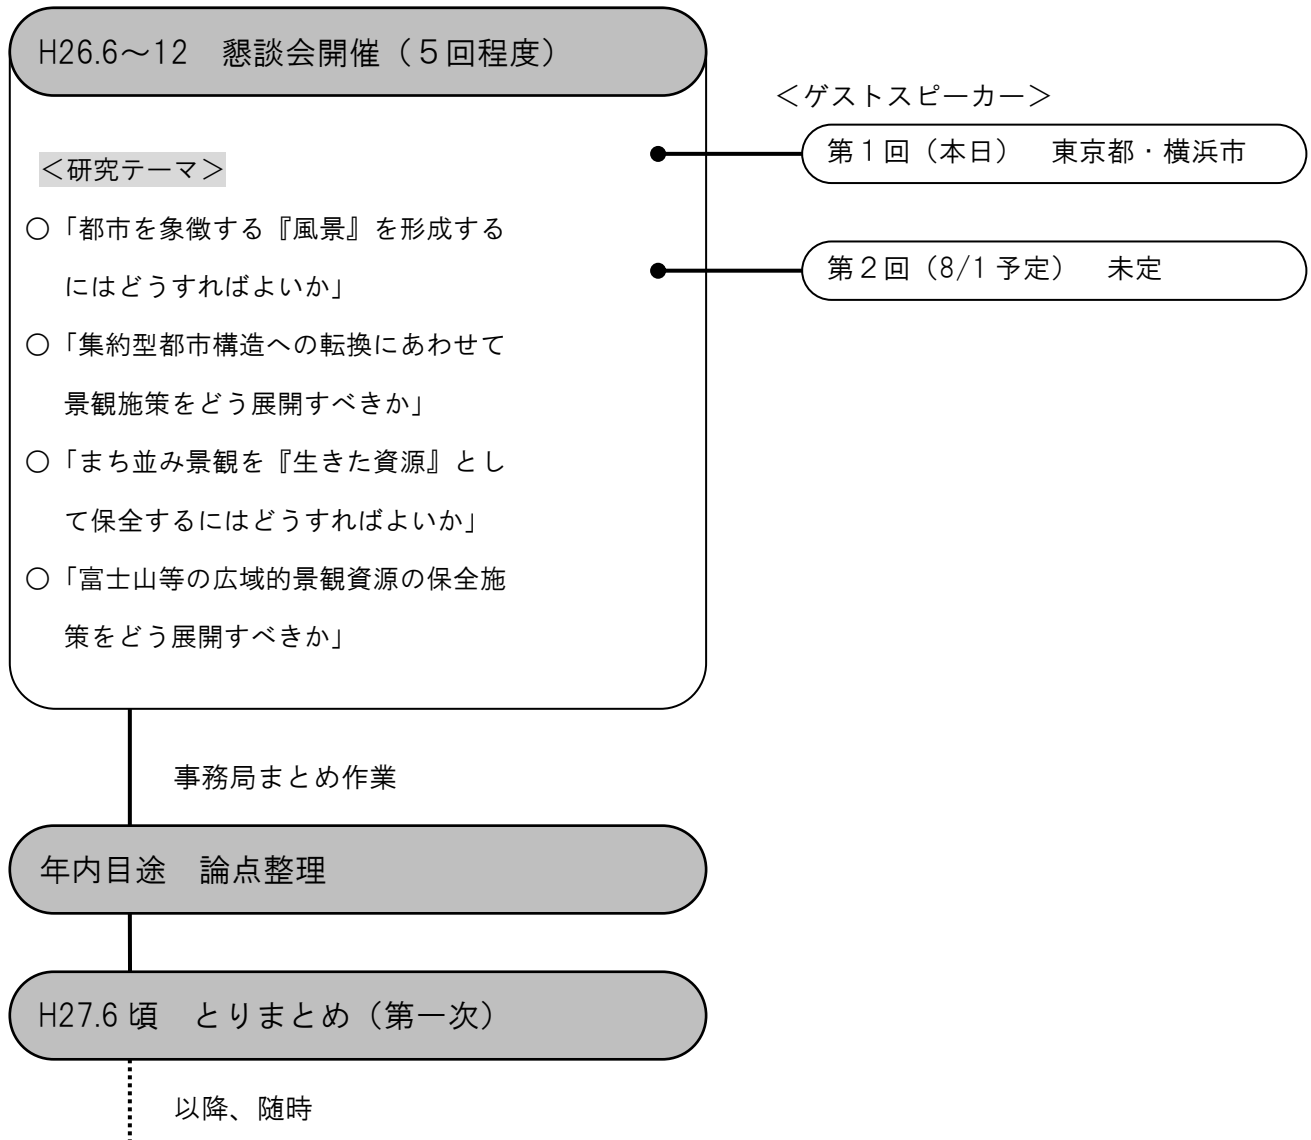 H26.6～12　懇談会開催（５回程度）
＜ゲストスピーカー＞
第１回（本日）　東京都・横浜市
第２回（8/1 予定）　未定
＜研究テーマ＞
○「都市を象徴する『風景』を形成する
にはどうすればよいか」
○「集約型都市構造への転換にあわせて
景観施策をどう展開すべきか」
○「まち並み景観を『生きた資源』とし
て保全するにはどうすればよいか」
○「富士山等の広域的景観資源の保全施
策をどう展開すべきか」
事務局まとめ作業
年内目途　論点整理
H27.6 頃　とりまとめ（第一次）
以降、随時